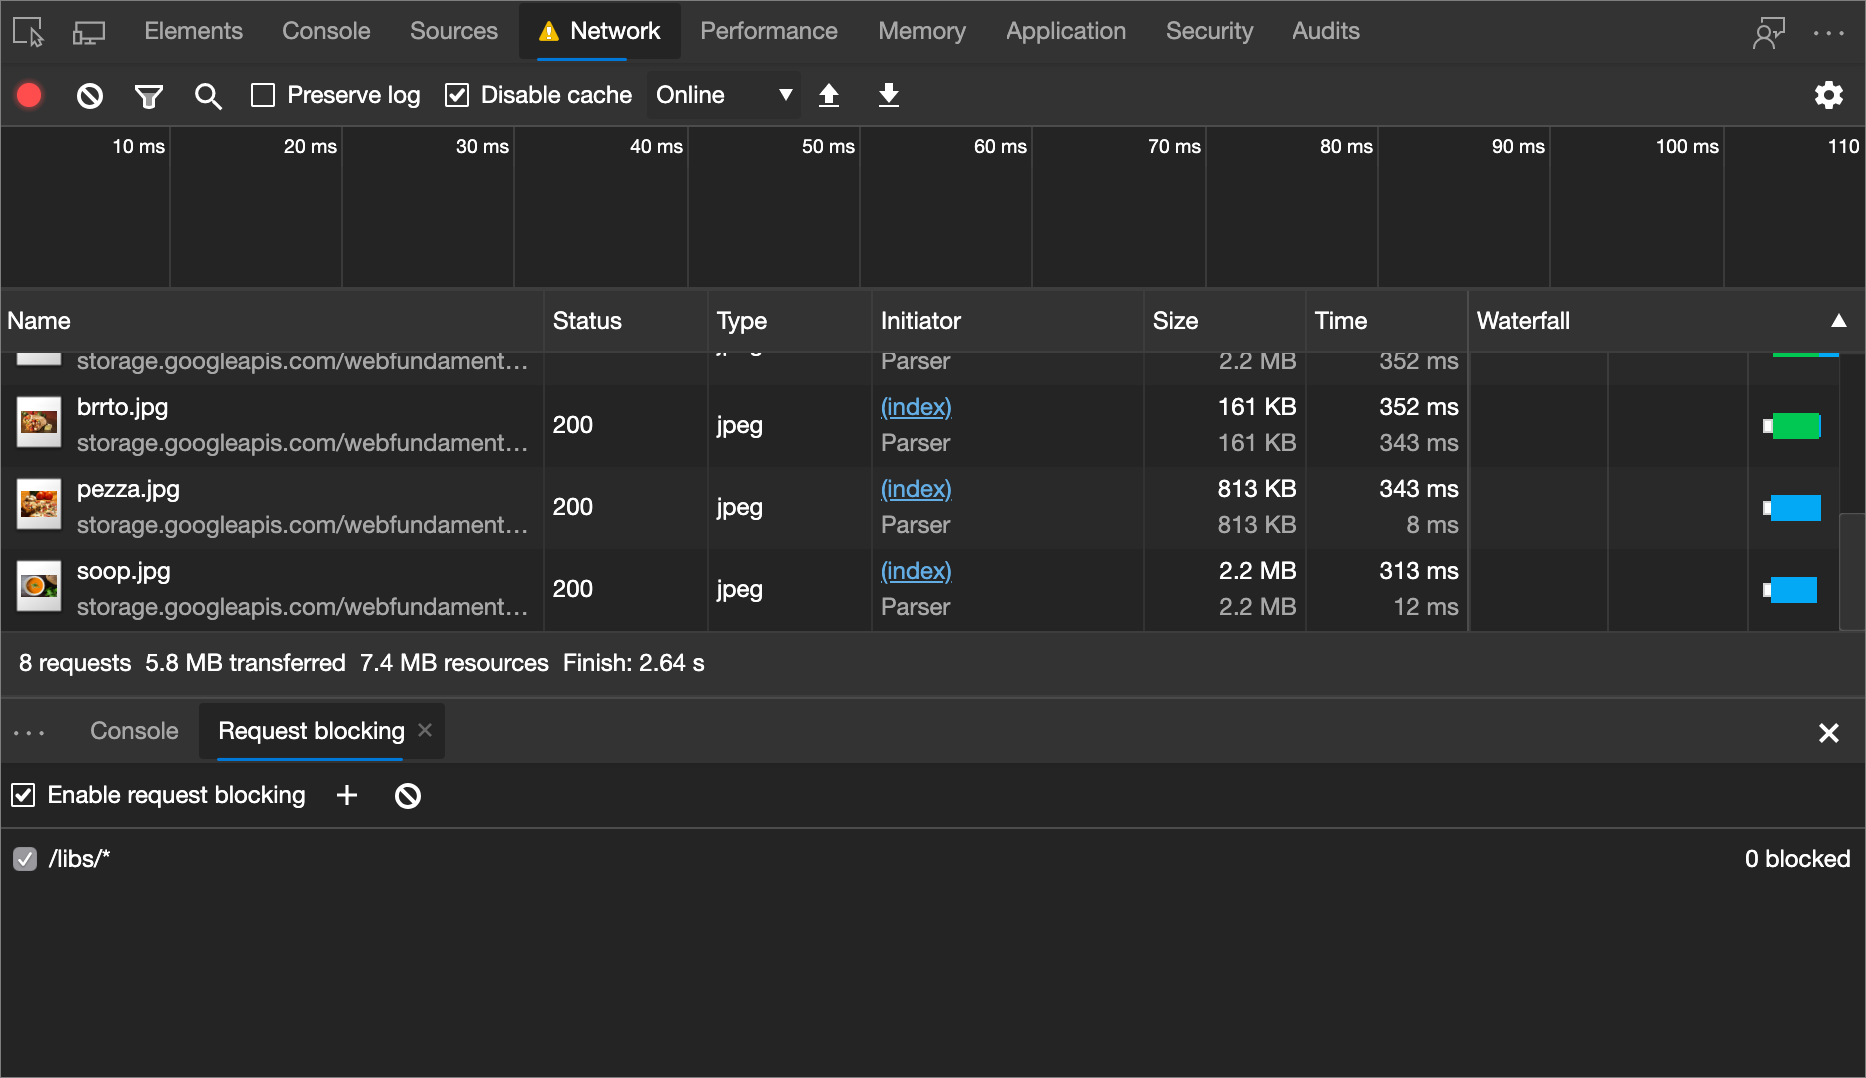 Elements Console Sources Network Performance Memory Application Security Audits
Preserve log Disable cache Online
10 ms 20 ms 30 ms 40 ms 50 ms 60 ms 70 ms 80 ms 90 ms 100 ms 110
Name Status Type Initiator Size Time Waterfall
storage.googleapis.com/webfundament… Parser 2.2 MB 352 ms
brrto.jpg 200 jpeg (index) 161 KB 352 ms
storage.googleapis.com/webfundament… Parser 161 KB 343 ms
pezza.jpg 200 jpeg (index) 813 KB 343 ms
storage.googleapis.com/webfundament… Parser 813 KB 8 ms
soop.jpg 200 jpeg (index) 2.2 MB 313 ms
storage.googleapis.com/webfundament… Parser 2.2 MB 12 ms
8 requests 5.8 MB transferred 7.4 MB resources Finish: 2.64 s
Console Request blocking
Enable request blocking
/libs/* 0 blocked